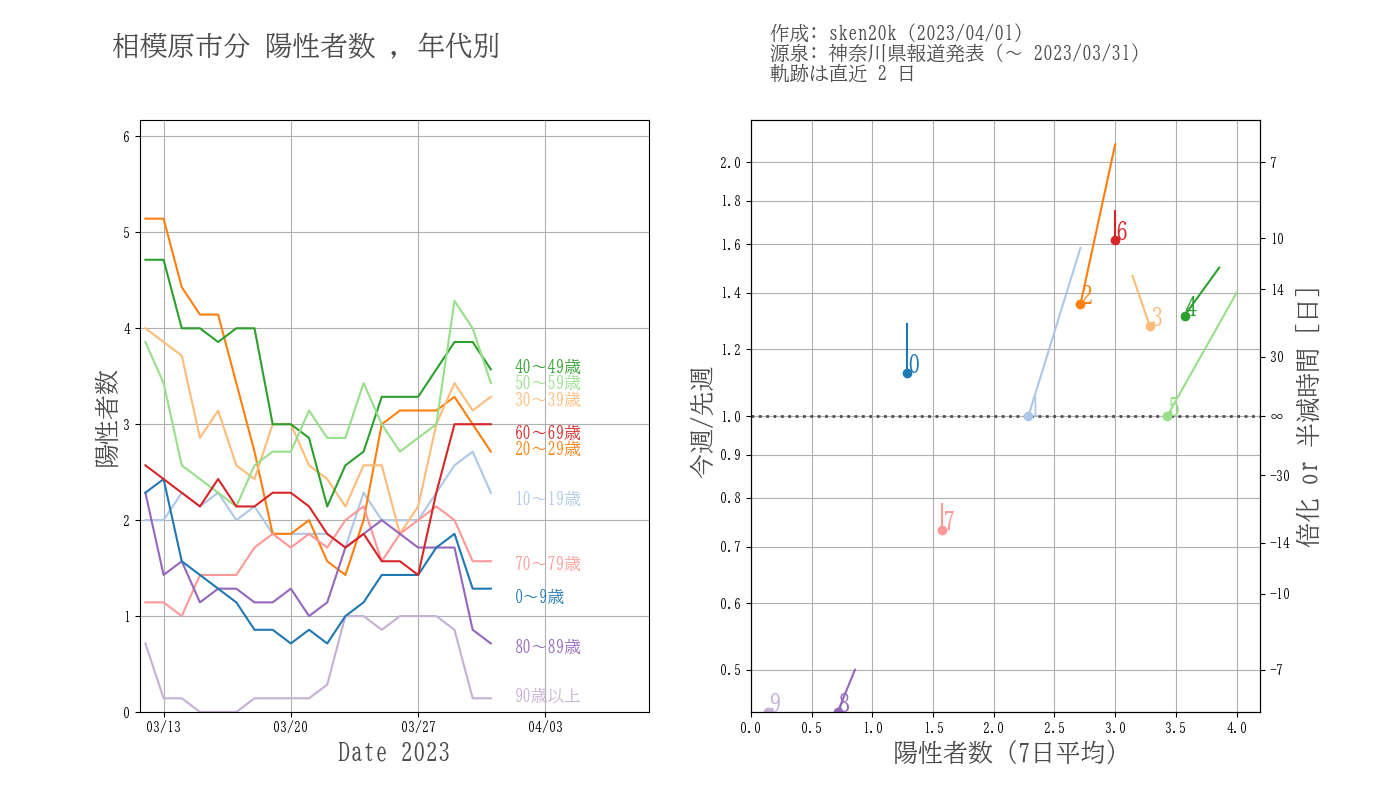 相模原市分 陽性者数 , 年代別
作成: sken20k (2023/04/01)
源泉: 神奈川県報道発表 (～ 2023/03/31)
軌跡は直近 2 日
陽性者数
6
5
4
3
2
1
0
40～49歳
50～59歳
30～39歳
60～69歳
20～29歳
10～19歳
70～79歳
0～9歳
80～89歳
90歳以上
03/13 03/20 03/27 04/03
Date 2023
今週/先週
2.0
1.8
1.6
1.4
1.2
1.0
0.9
0.8
0.7
0.6
0.5
6
2
4
3
0
1
5
7
9
8
0.0 0.5 1.0 1.5 2.0 2.5 3.0 3.5 4.0
陽性者数 (7日平均)
7
10
14
30
∞
-30
-14
-10
-7
倍化 or 半減時間 [日]